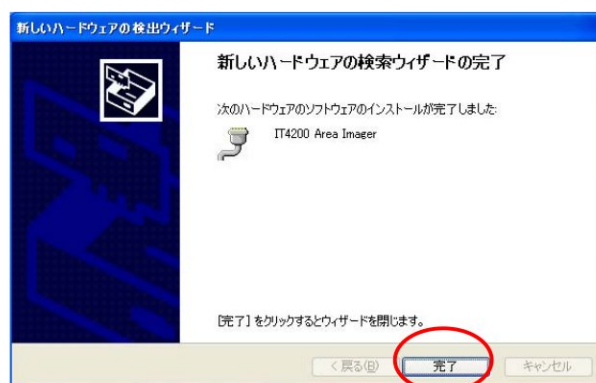 新しいハードウェアの検出ウィザード
新しいハードウェアの検索ウィザードの完了
次のハードウェアのソフトウェアのインストールが完了しました:
IT4200 Area Imager
[完了] をクリックするとウィザードを閉じます。
< 戻る(B)
完了
キャンセル